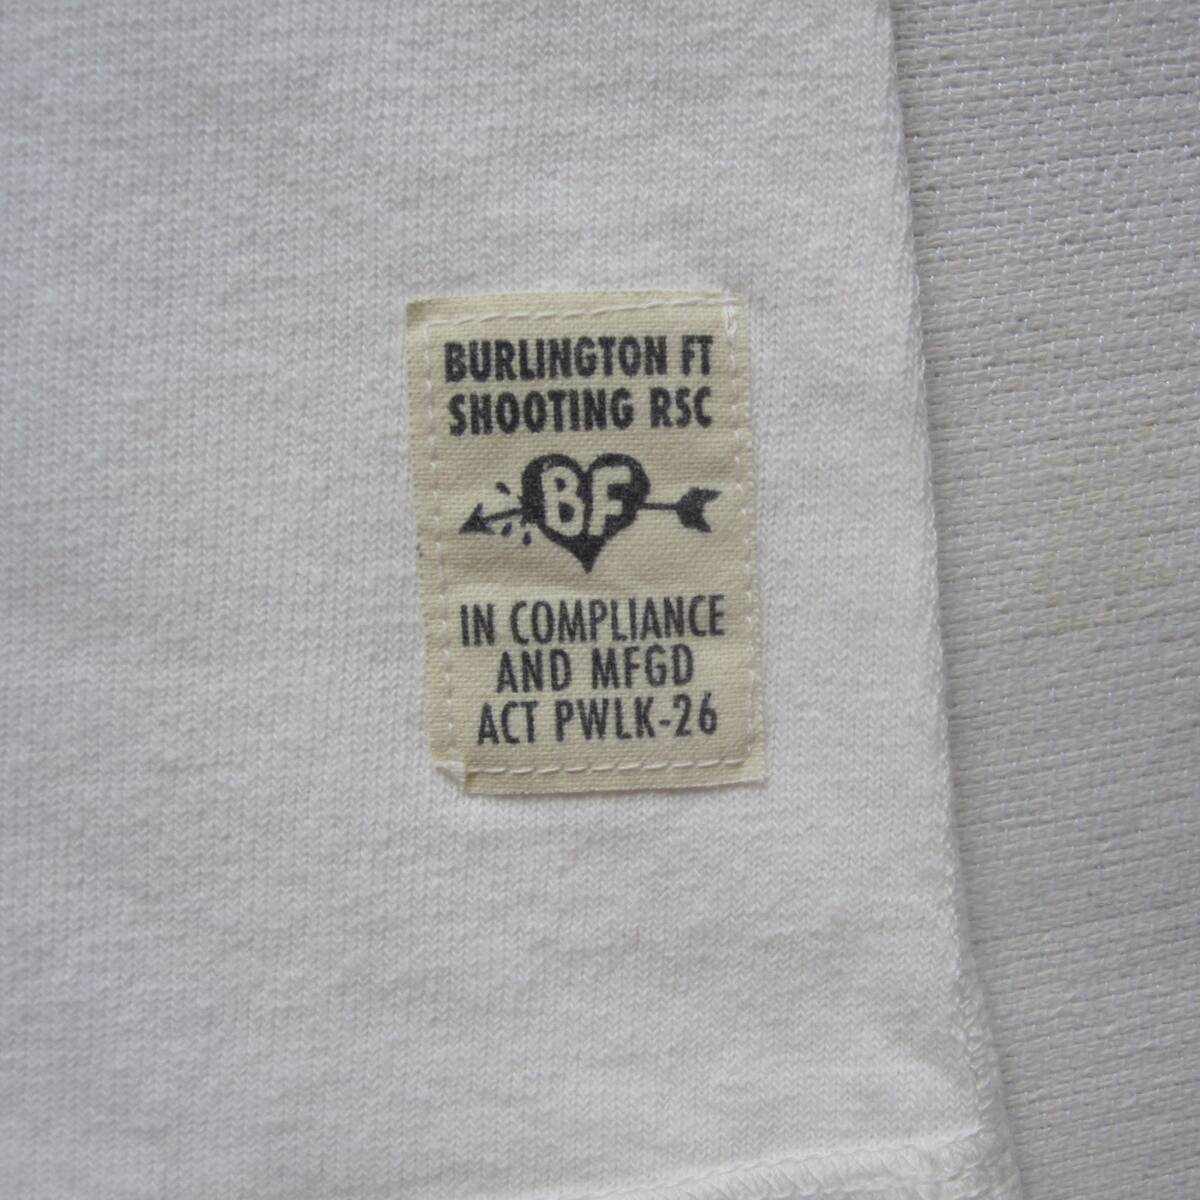 BURLINGTON FT
SHOOTING RSC
BF
IN COMPLIANCE
AND MFGD
ACT PWLK-26